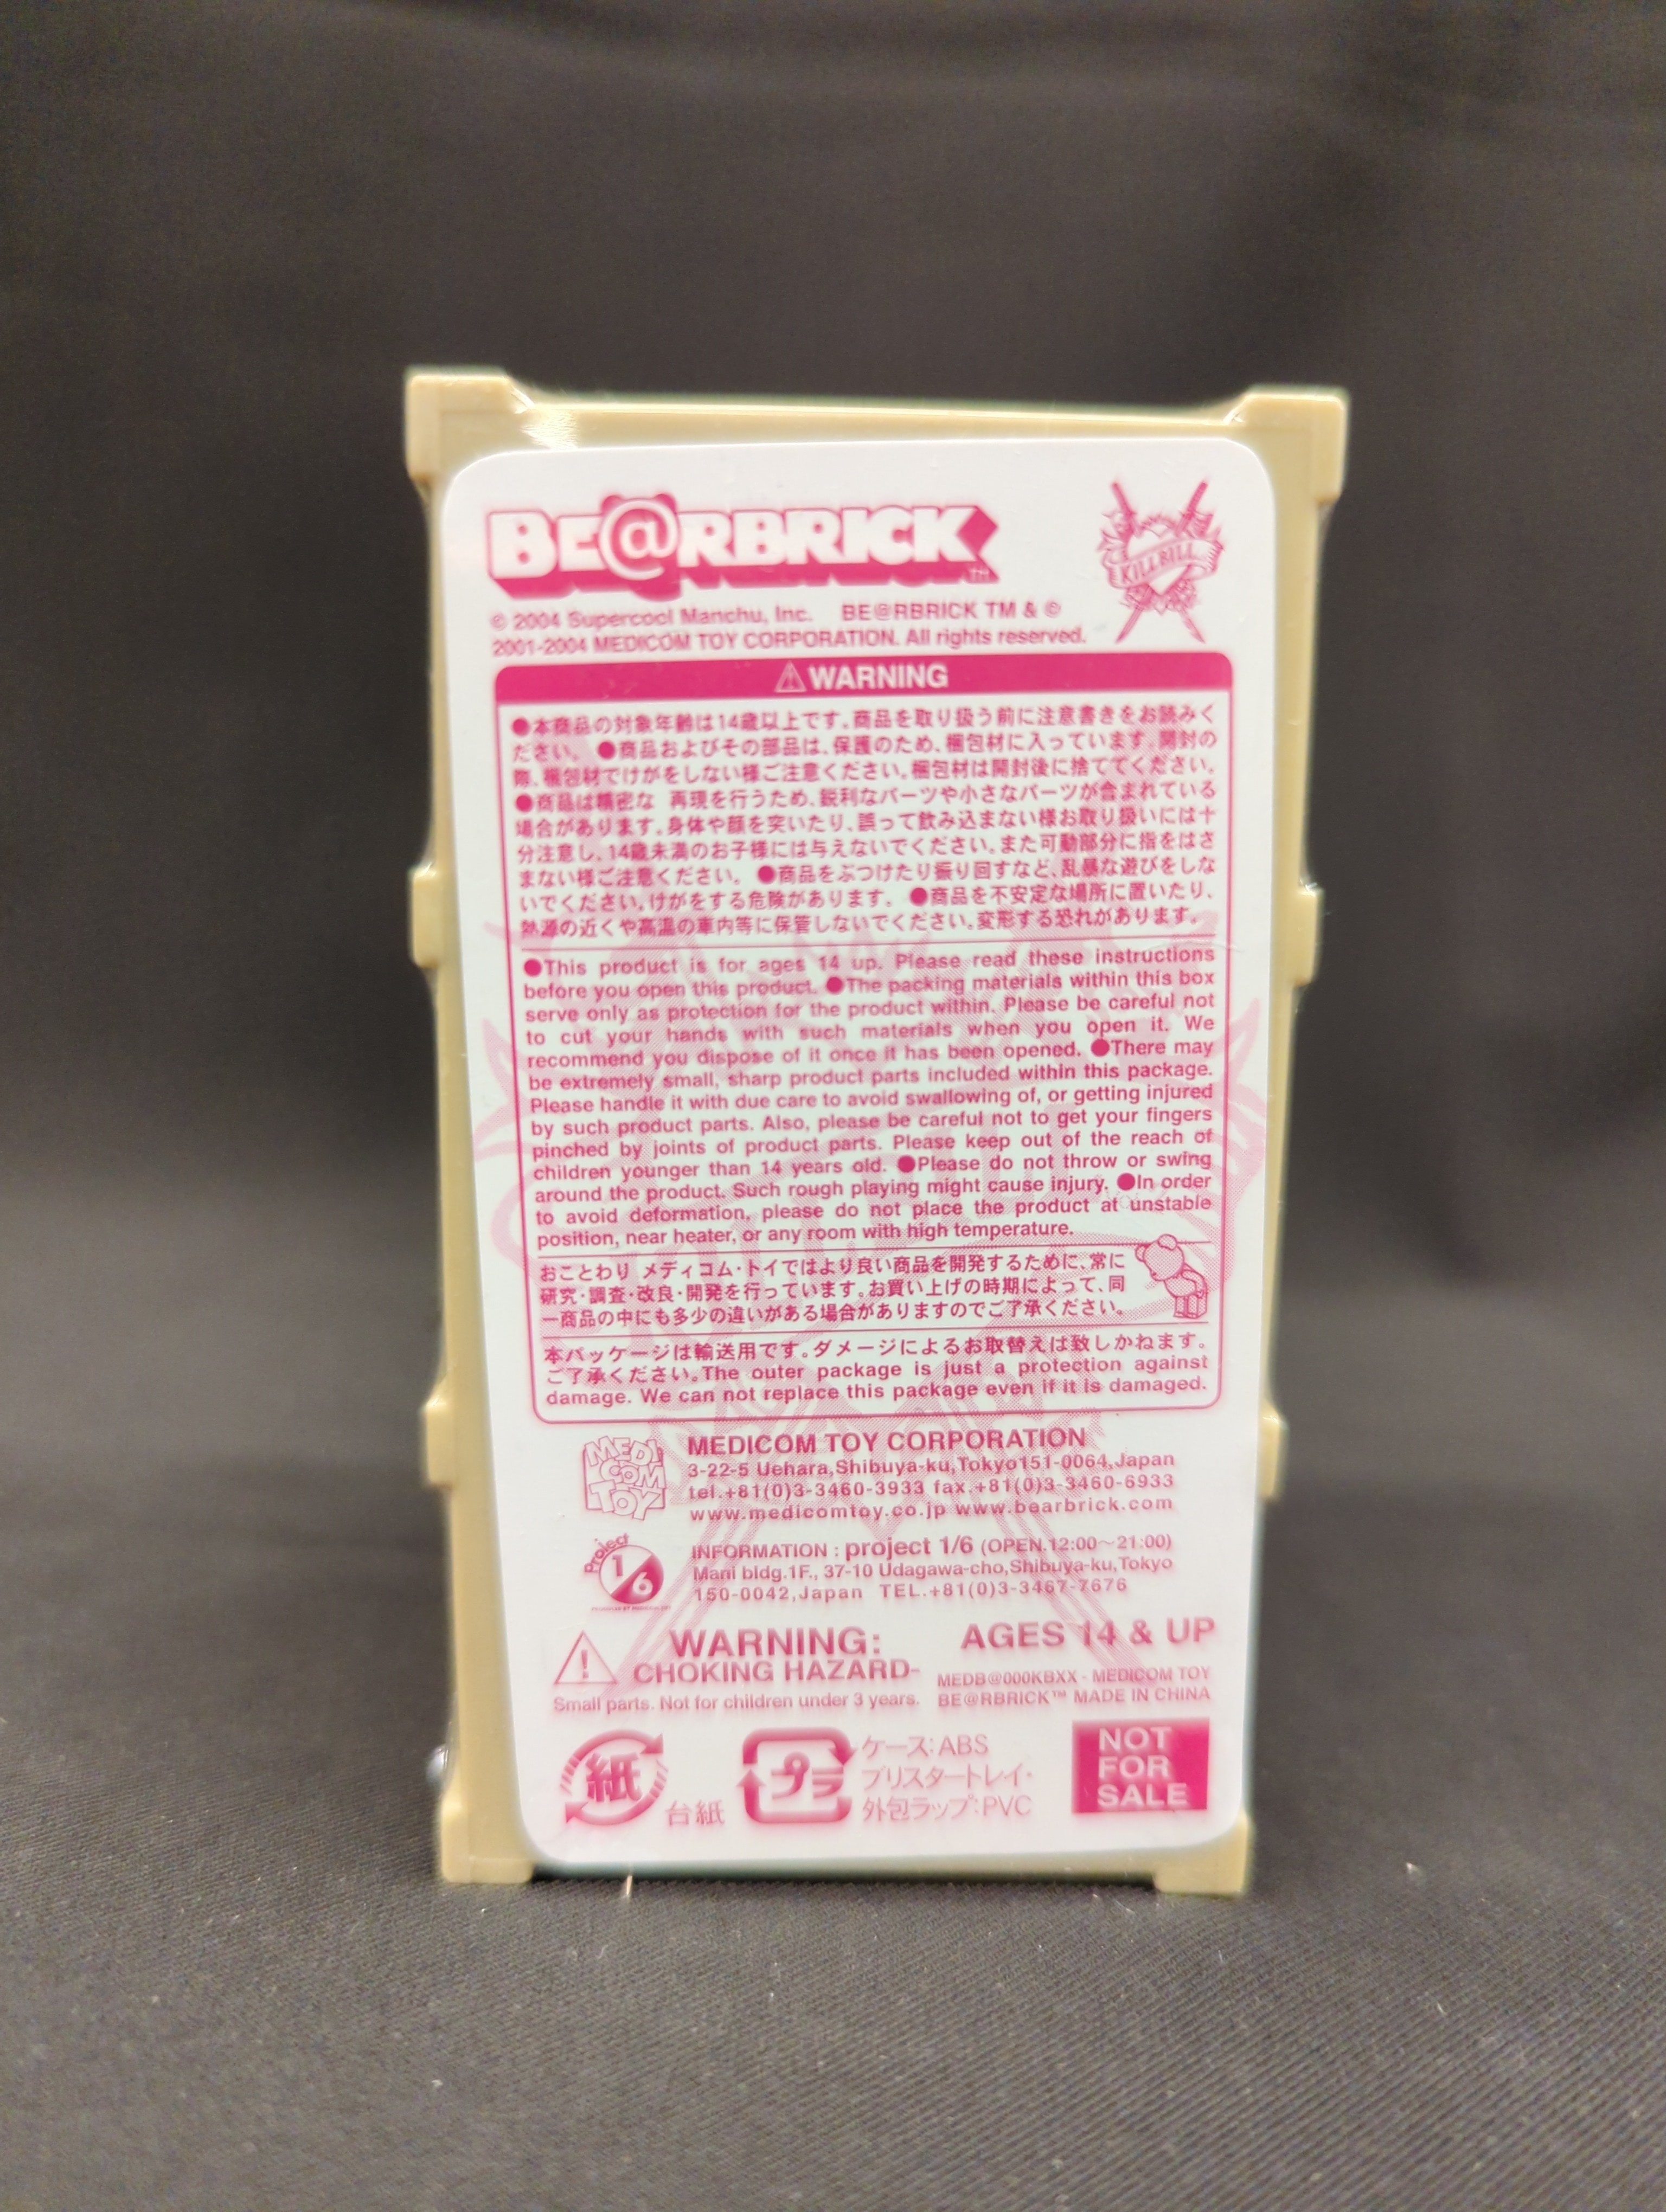 BE@RBRICK™
KILL BILL
© 2004 Supercool Manchu, Inc. BE@RBRICK TM & ©
2001-2004 MEDICOM TOY CORPORATION. All rights reserved.
⚠WARNING
●本商品の対象年齢は14歳以上です。商品を取り扱う前に注意書きをお読みく
ださい。 ●商品およびその部品は、保護のため、梱包材に入っています。開封の
際、梱包材でけがをしない様ご注意ください。梱包材は開封後に捨ててください。
●商品は精密な 再現を行うため、鋭利なパーツや小さなパーツが含まれている
場合があります。身体や顔を突いたり、誤って飲み込まない様お取り扱いには十
分注意し、14歳未満のお子様には与えないでください。また可動部分に指をはさ
まない様ご注意ください。 ●商品をぶつけたり振り回すなど、乱暴な遊びをしな
いでください。けがをする危険があります。 ●商品を不安定な場所に置いたり、
熱源の近くや高温の車内等に保管しないでください。変形する恐れがあります。
●This product is for ages 14 up. Please read these instructions
before you open this product. ●The packing materials within this box
serve only as protection for the product within. Please be careful not
to cut your hands with such materials when you open it. We
recommend you dispose of it once it has been opened. ●There may
be extremely small, sharp product parts included within this package.
Please handle it with due care to avoid swallowing of, or getting injured
by such product parts. Also, please be careful not to get your fingers
pinched by joints of product parts. Please keep out of the reach of
children younger than 14 years old. ●Please do not throw or swing
around the product. Such rough playing might cause injury. ●In order
to avoid deformation, please do not place the product at unstable
position, near heater, or any room with high temperature.
おことわり メディコム・トイではより良い商品を開発するために、常に
研究・調査・改良・開発を行っています。お買い上げの時期によって、同
一商品の中にも多少の違いがある場合がありますのでご了承ください。
本パッケージは輸送用です。ダメージによるお取替えは致しかねます。
ご了承ください。The outer package is just a protection against
damage. We can not replace this package even if it is damaged.
MEDI COM TOY
MEDICOM TOY CORPORATION
3-22-5 Uehara,Shibuya-ku,Tokyo151-0064,Japan
tel.+81(0)3-3460-3933 fax.+81(0)3-3460-6933
www.medicomtoy.co.jp www.bearbrick.com
Project 1/6
INFORMATION : project 1/6 (OPEN.12:00〜21:00)
Mani bldg.1F., 37-10 Udagawa-cho,Shibuya-ku,Tokyo
150-0042,Japan TEL.+81(0)3-3467-7676
WARNING:
CHOKING HAZARD-
Small parts. Not for children under 3 years.
AGES 14 & UP
MEDB@000KBXX - MEDICOM TOY
BE@RBRICK™ MADE IN CHINA
紙
台紙
プラ
ケース:ABS
ブリスタートレイ・
外包ラップ:PVC
NOT
FOR
SALE